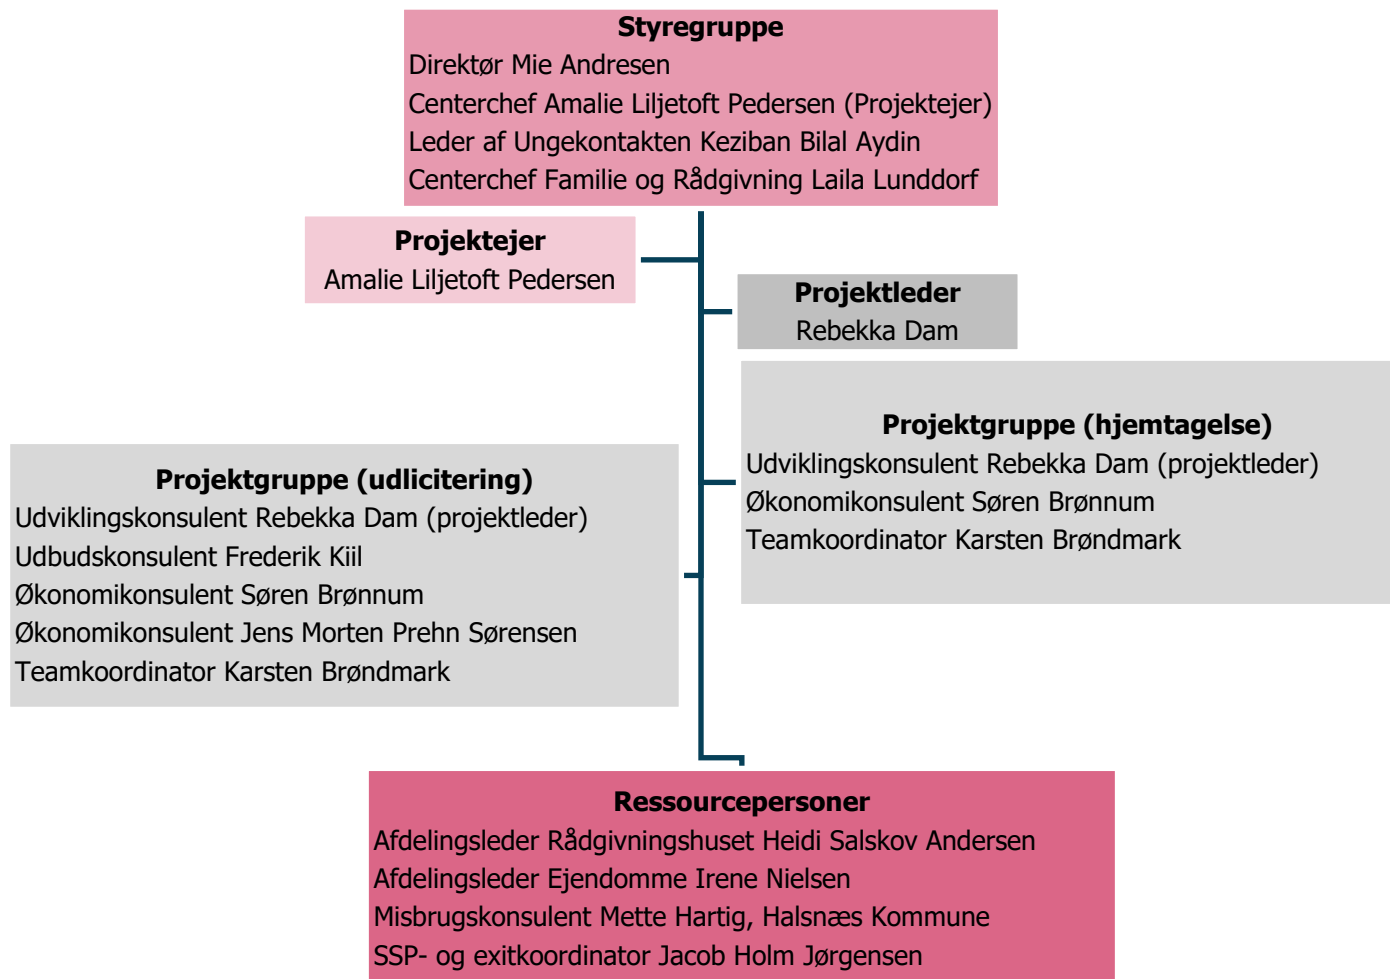 Styregruppe
Direktør Mie Andresen
Centerchef Amalie Liljetoft Pedersen (Projektejer)
Leder af Ungekontakten Keziban Bilal Aydin
Centerchef Familie og Rådgivning Laila Lunddorf
Projektejer
Amalie Liljetoft Pedersen
Projektleder
Rebekka Dam
Projektgruppe (hjemtagelse)
Udviklingskonsulent Rebekka Dam (projektleder)
Økonomikonsulent Søren Brønnum
Teamkoordinator Karsten Brøndmark
Projektgruppe (udlicitering)
Udviklingskonsulent Rebekka Dam (projektleder)
Udbudskonsulent Frederik Kiil
Økonomikonsulent Søren Brønnum
Økonomikonsulent Jens Morten Prehn Sørensen
Teamkoordinator Karsten Brøndmark
Ressourcepersoner
Afdelingsleder Rådgivningshuset Heidi Salskov Andersen
Afdelingsleder Ejendomme Irene Nielsen
Misbrugskonsulent Mette Hartig, Halsnæs Kommune
SSP- og exitkoordinator Jacob Holm Jørgensen